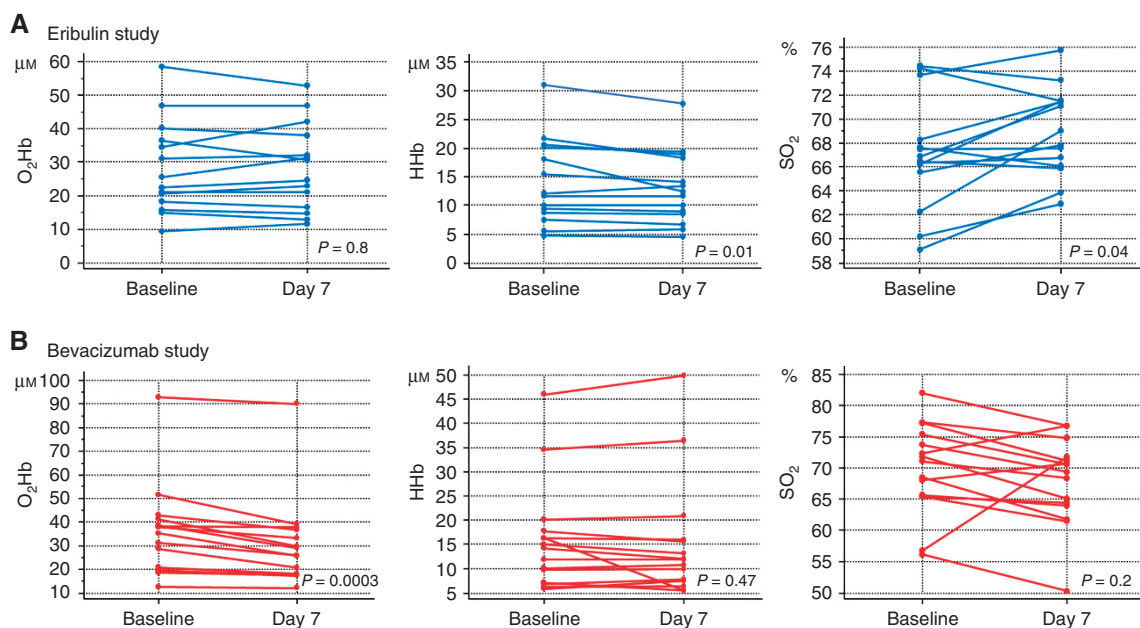 A Eribulin study
µM
60
50
40
30
20
10
0
O2Hb
P = 0.8
Baseline Day 7
µM
35
30
25
20
15
10
5
0
HHb
P = 0.01
Baseline Day 7
%
76
74
72
70
68
66
64
62
60
58
SO2
P = 0.04
Baseline Day 7
B Bevacizumab study
µM
100
90
80
70
60
50
40
30
20
10
O2Hb
P = 0.0003
Baseline Day 7
µM
50
45
40
35
30
25
20
15
10
5
HHb
P = 0.47
Baseline Day 7
%
85
80
75
70
65
60
55
50
SO2
P = 0.2
Baseline Day 7